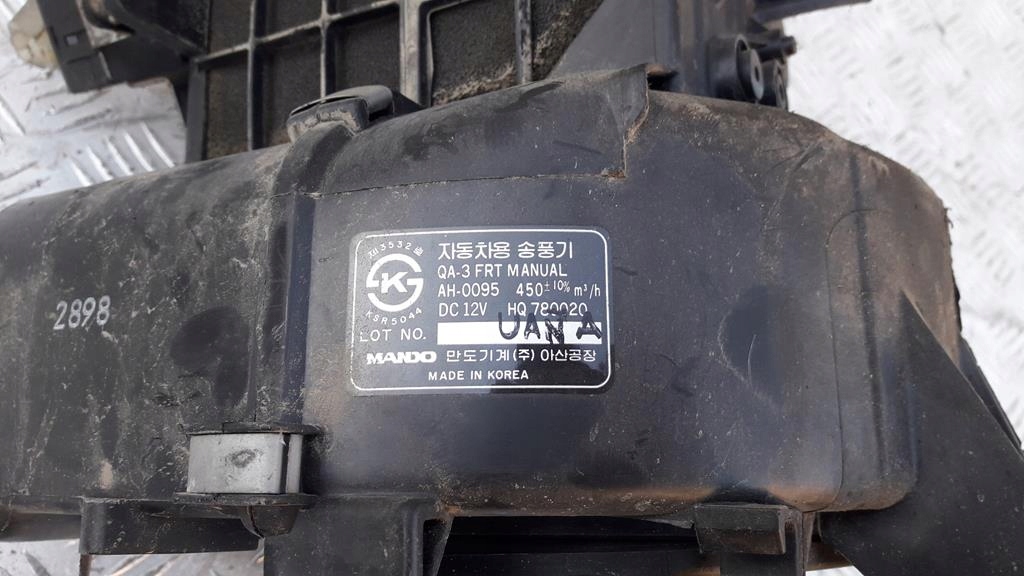 제3532호
K
KSR5044
자동차용 송풍기
QA-3 FRT MANUAL
AH-0095 450±10% m³/h
DC 12V HQ 780020
LOT NO. UANA
MANDO 만도기계(주) 아산공장
MADE IN KOREA
2898